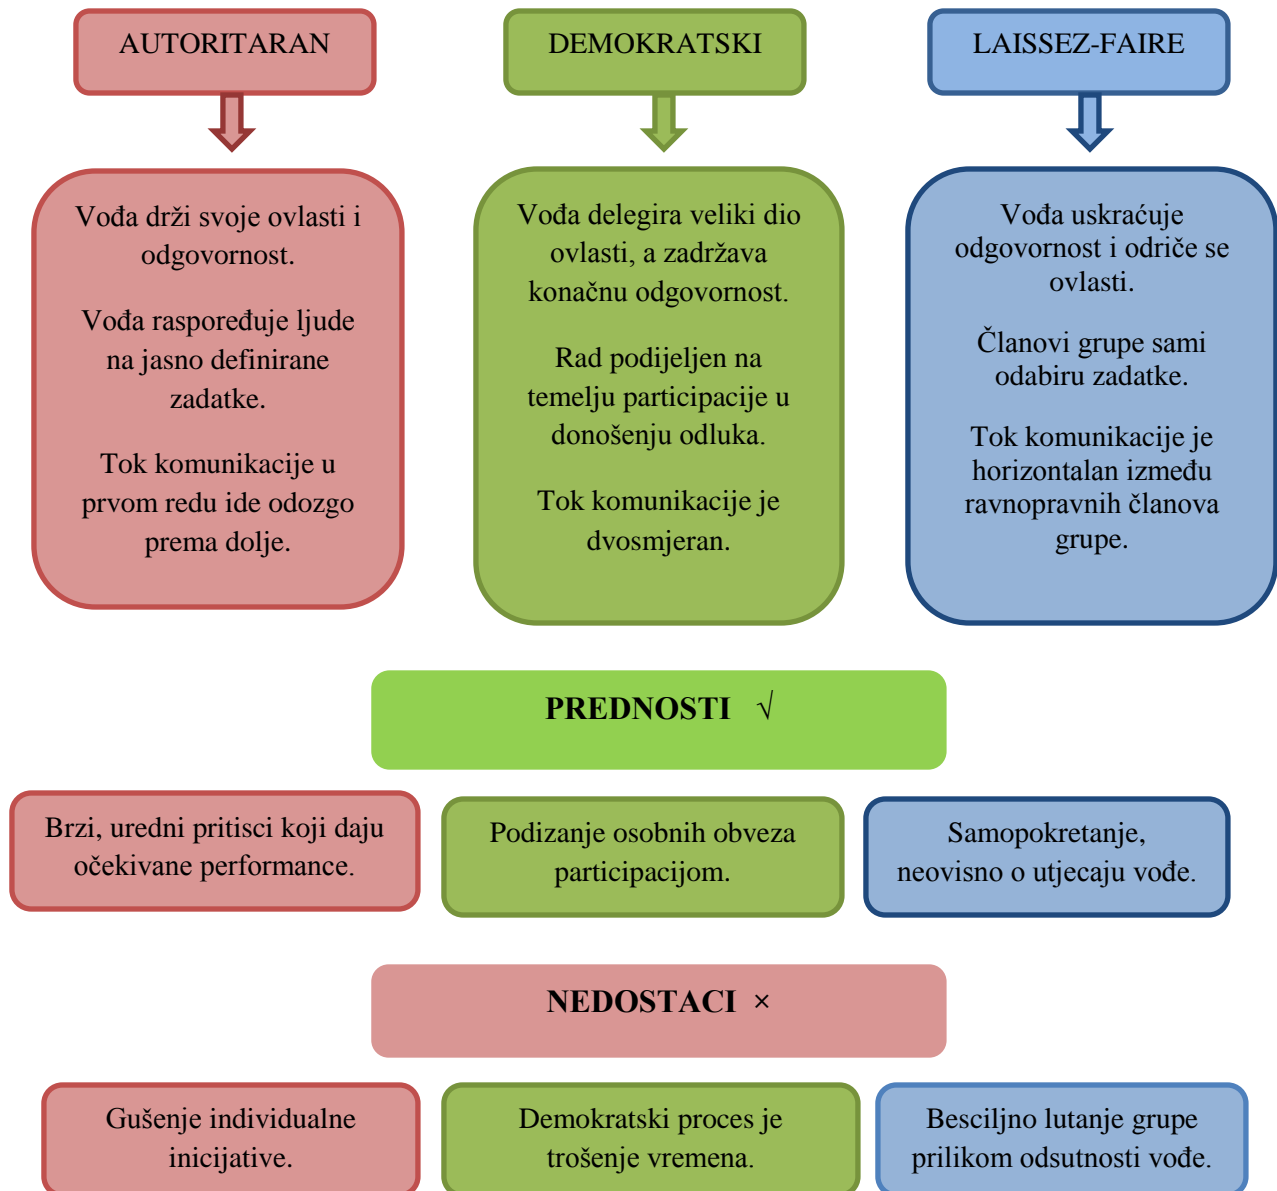 AUTORITARAN
DEMOKRATSKI
LAISSEZ-FAIRE
Vođa drži svoje ovlasti i
odgovornost.
Vođa raspoređuje ljude
na jasno definirane
zadatke.
Tok komunikacije u
prvom redu ide odozgo
prema dolje.
Vođa delegira veliki dio
ovlasti, a zadržava
konačnu odgovornost.
Rad podijeljen na
temelju participacije u
donošenju odluka.
Tok komunikacije je
dvosmjeran.
Vođa uskraćuje
odgovornost i odriče se
ovlasti.
Članovi grupe sami
odabiru zadatke.
Tok komunikacije je
horizontalan između
ravnopravnih članova
grupe.
PREDNOSTI √
Brzi, uredni pritisci koji daju
očekivane performance.
Podizanje osobnih obveza
participacijom.
Samopokretanje,
neovisno o utjecaju vođe.
NEDOSTACI ×
Gušenje individualne
inicijative.
Demokratski proces je
trošenje vremena.
Besciljno lutanje grupe
prilikom odsutnosti vođe.